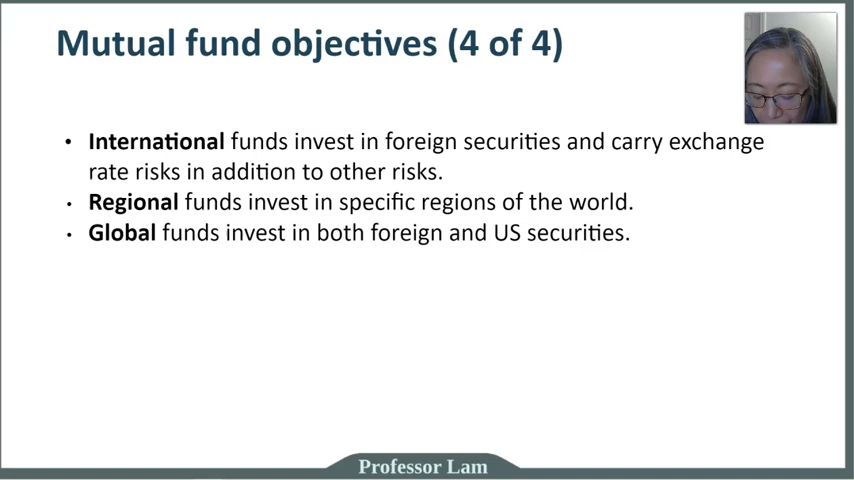 Mutual fund objectives (4 of 4)
• International funds invest in foreign securities and carry exchange
rate risks in addition to other risks.
• Regional funds invest in specific regions of the world.
• Global funds invest in both foreign and US securities.
Professor Lam